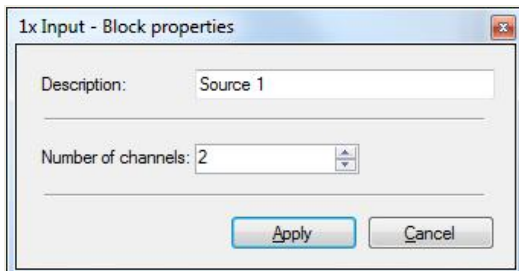 1x Input - Block properties
Description: Source 1
Number of channels: 2
Apply Cancel